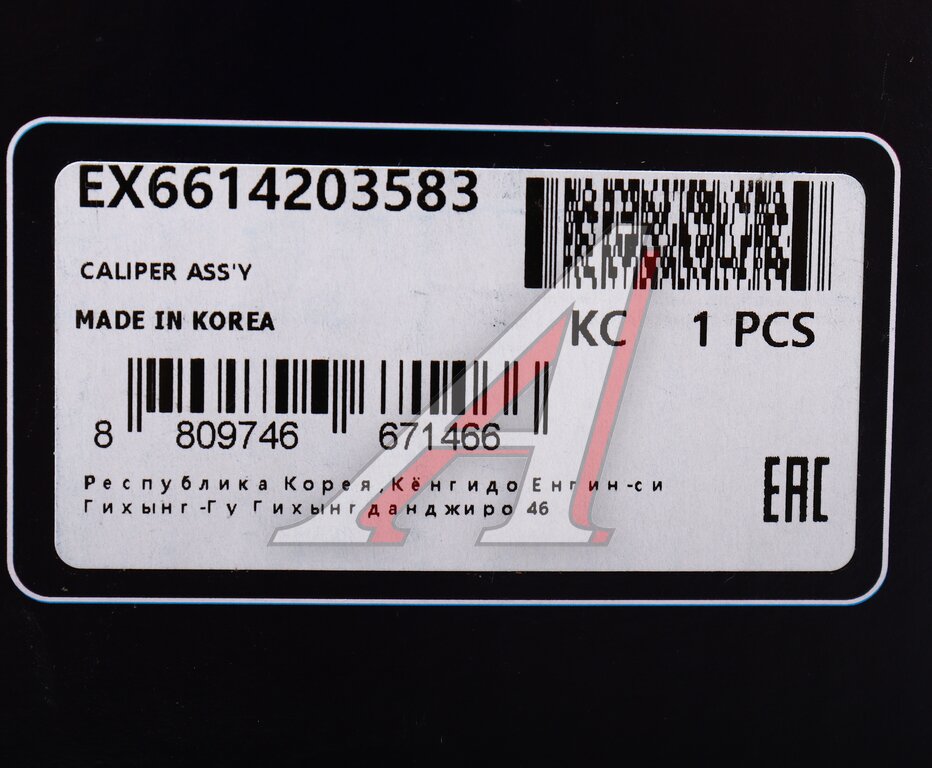 EX6614203583
CALIPER ASS'Y
MADE IN KOREA
KC 1 PCS
8 809746 671466
Республика Корея,Кёнгидо Енгин-си
Гихынг-Гу Гихынгданджиро 46
EAC